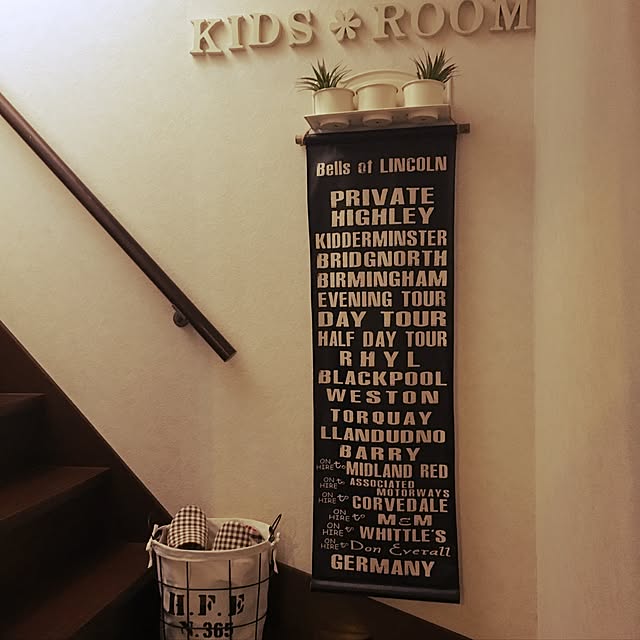 KIDS * ROOM
Bells of LINCOLN
PRIVATE
HIGHLEY
KIDDERMINSTER
BRIDGNORTH
BIRMINGHAM
EVENING TOUR
DAY TOUR
HALF DAY TOUR
RHYL
BLACKPOOL
WESTON
TORQUAY
LLANDUDNO
BARRY
ON HIRE to MIDLAND RED
ON HIRE to ASSOCIATED MOTORWAYS
ON HIRE to CORVEDALE
ON HIRE to M&M
ON HIRE to WHITTLE'S
ON HIRE to Don Everall
GERMANY
H.F.E
N.365